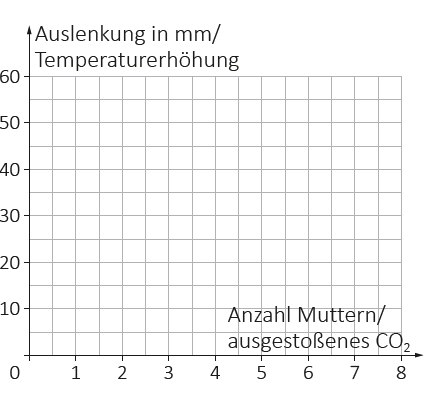 Auslenkung in mm/
Temperaturerhöhung
60
50
40
30
20
10
Anzahl Muttern/
ausgestoßenes CO₂
0 1 2 3 4 5 6 7 8